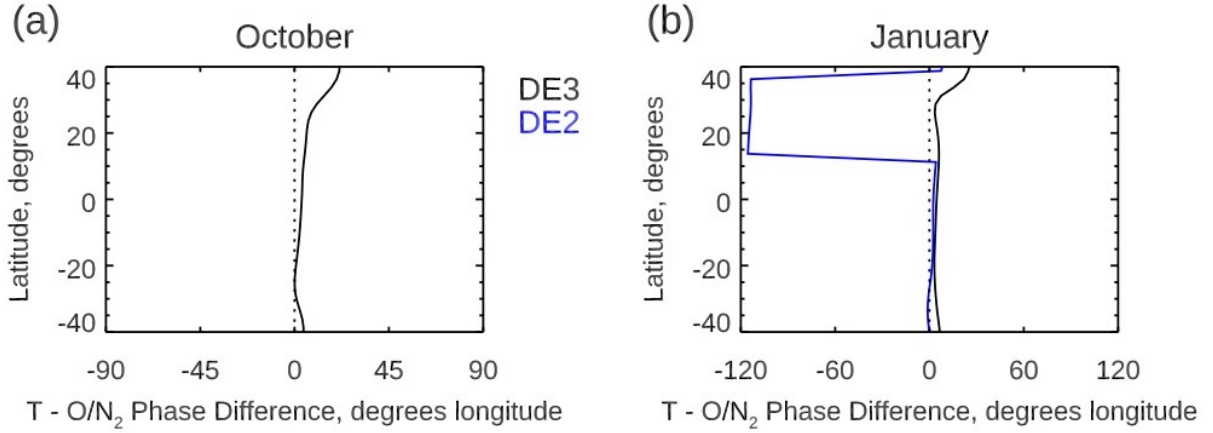 (a)
October
40
20
0
-20
-40
Latitude, degrees
-90 -45 0 45 90
T - O/N₂ Phase Difference, degrees longitude
DE3
DE2
(b)
January
40
20
0
-20
-40
Latitude, degrees
-120 -60 0 60 120
T - O/N₂ Phase Difference, degrees longitude